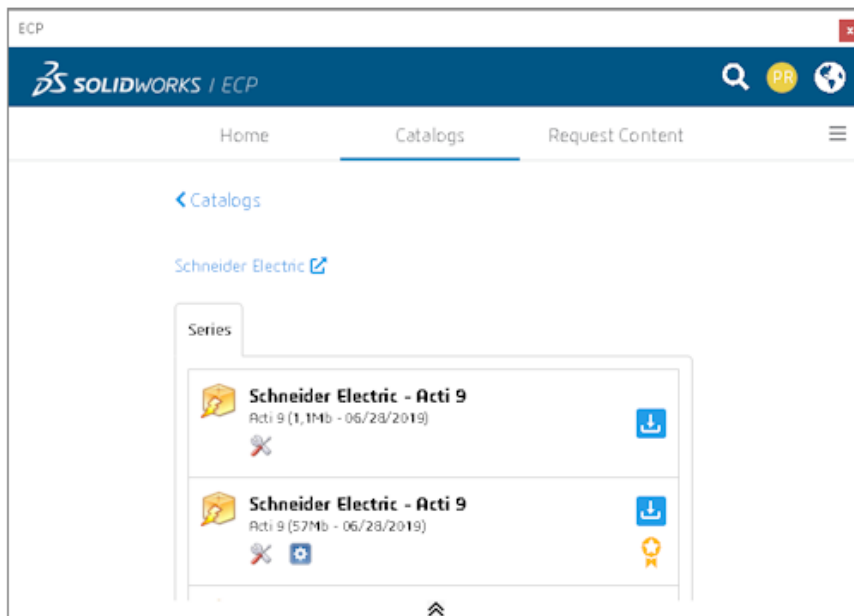 ECP
SOLIDWORKS / ECP
PR
Home Catalogs Request Content
Catalogs
Schneider Electric
Series
Schneider Electric - Acti 9
Acti 9 (1,1Mb - 06/28/2019)
Schneider Electric - Acti 9
Acti 9 (57Mb - 06/28/2019)